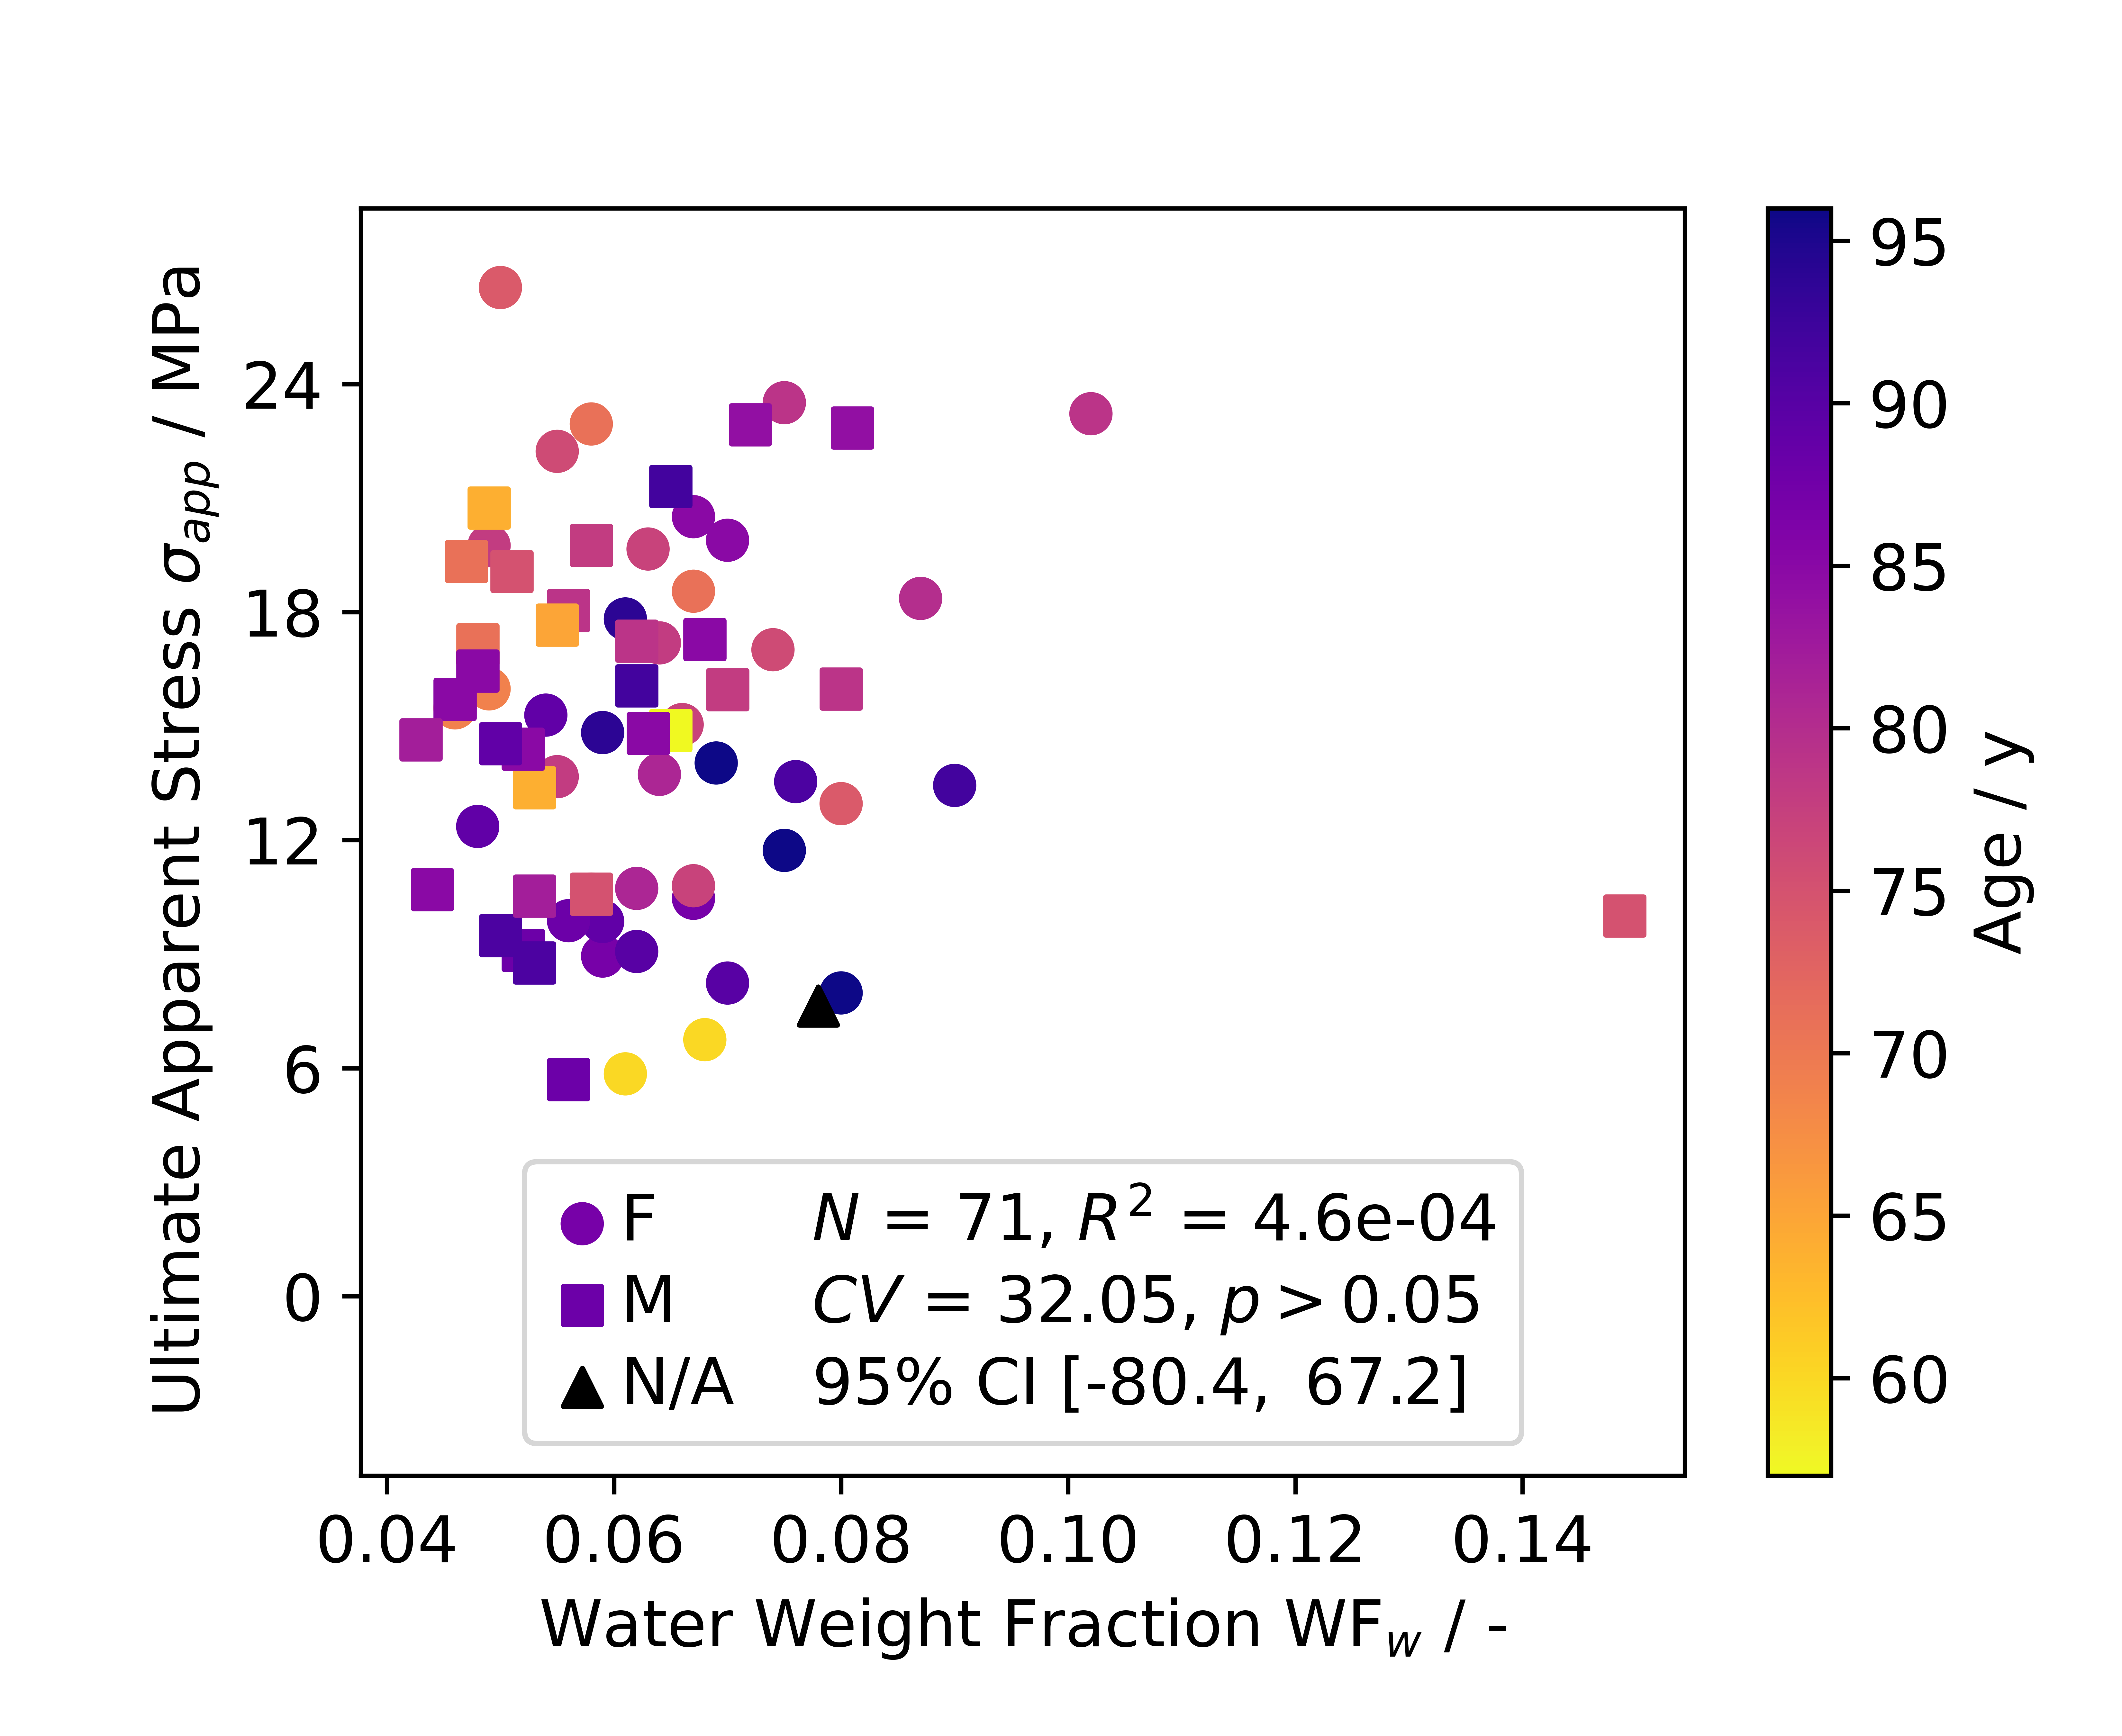 Ultimate Apparent Stress σ_app / MPa
24
18
12
6
0
0.04 0.06 0.08 0.10 0.12 0.14
Water Weight Fraction WF_w / -
F N = 71, R² = 4.6e-04
M CV = 32.05, p > 0.05
N/A 95% CI [-80.4, 67.2]
95
90
85
80
75
70
65
60
Age / y